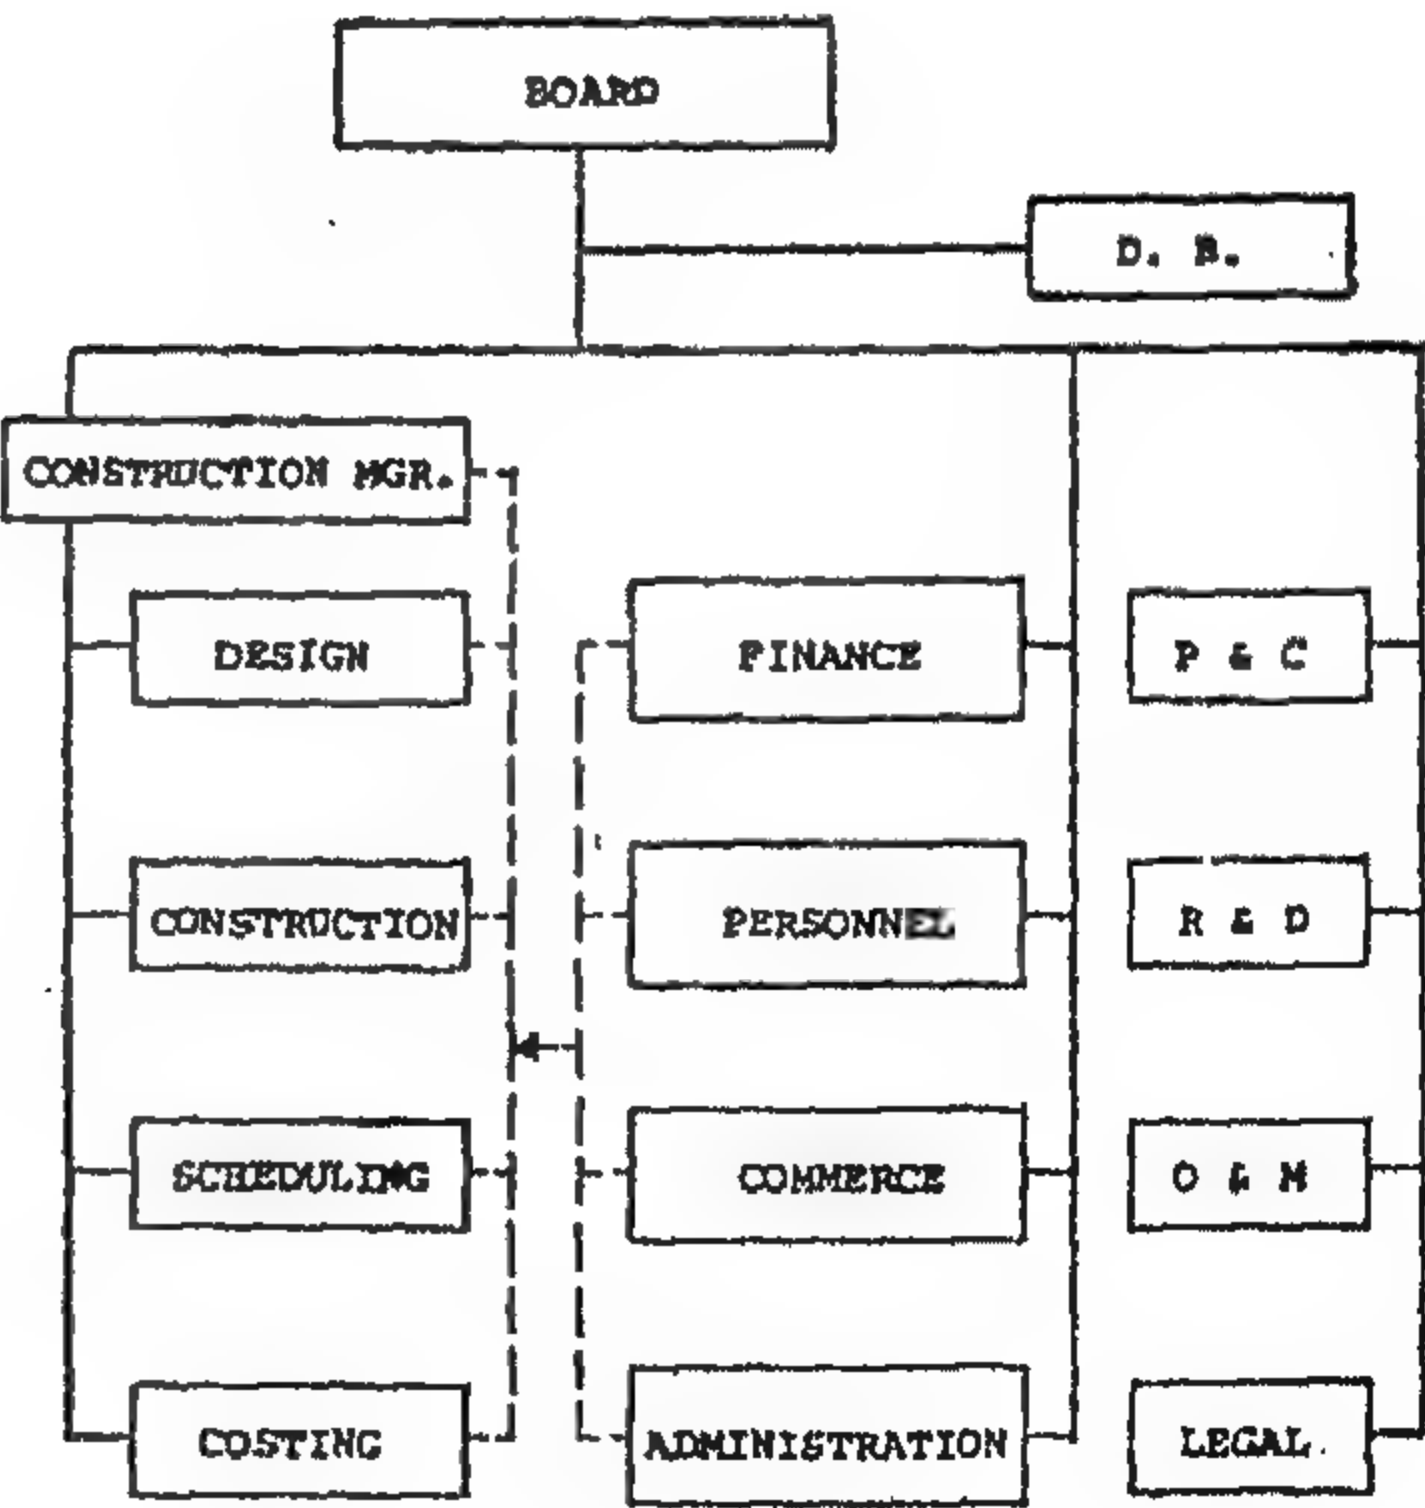 BOARD
D. B.
CONSTRUCTION MGR.
DESIGN
FINANCE
P & C
CONSTRUCTION
PERSONNEL
R & D
SCHEDULING
COMMERCE
O & M
COSTING
ADMINISTRATION
LEGAL